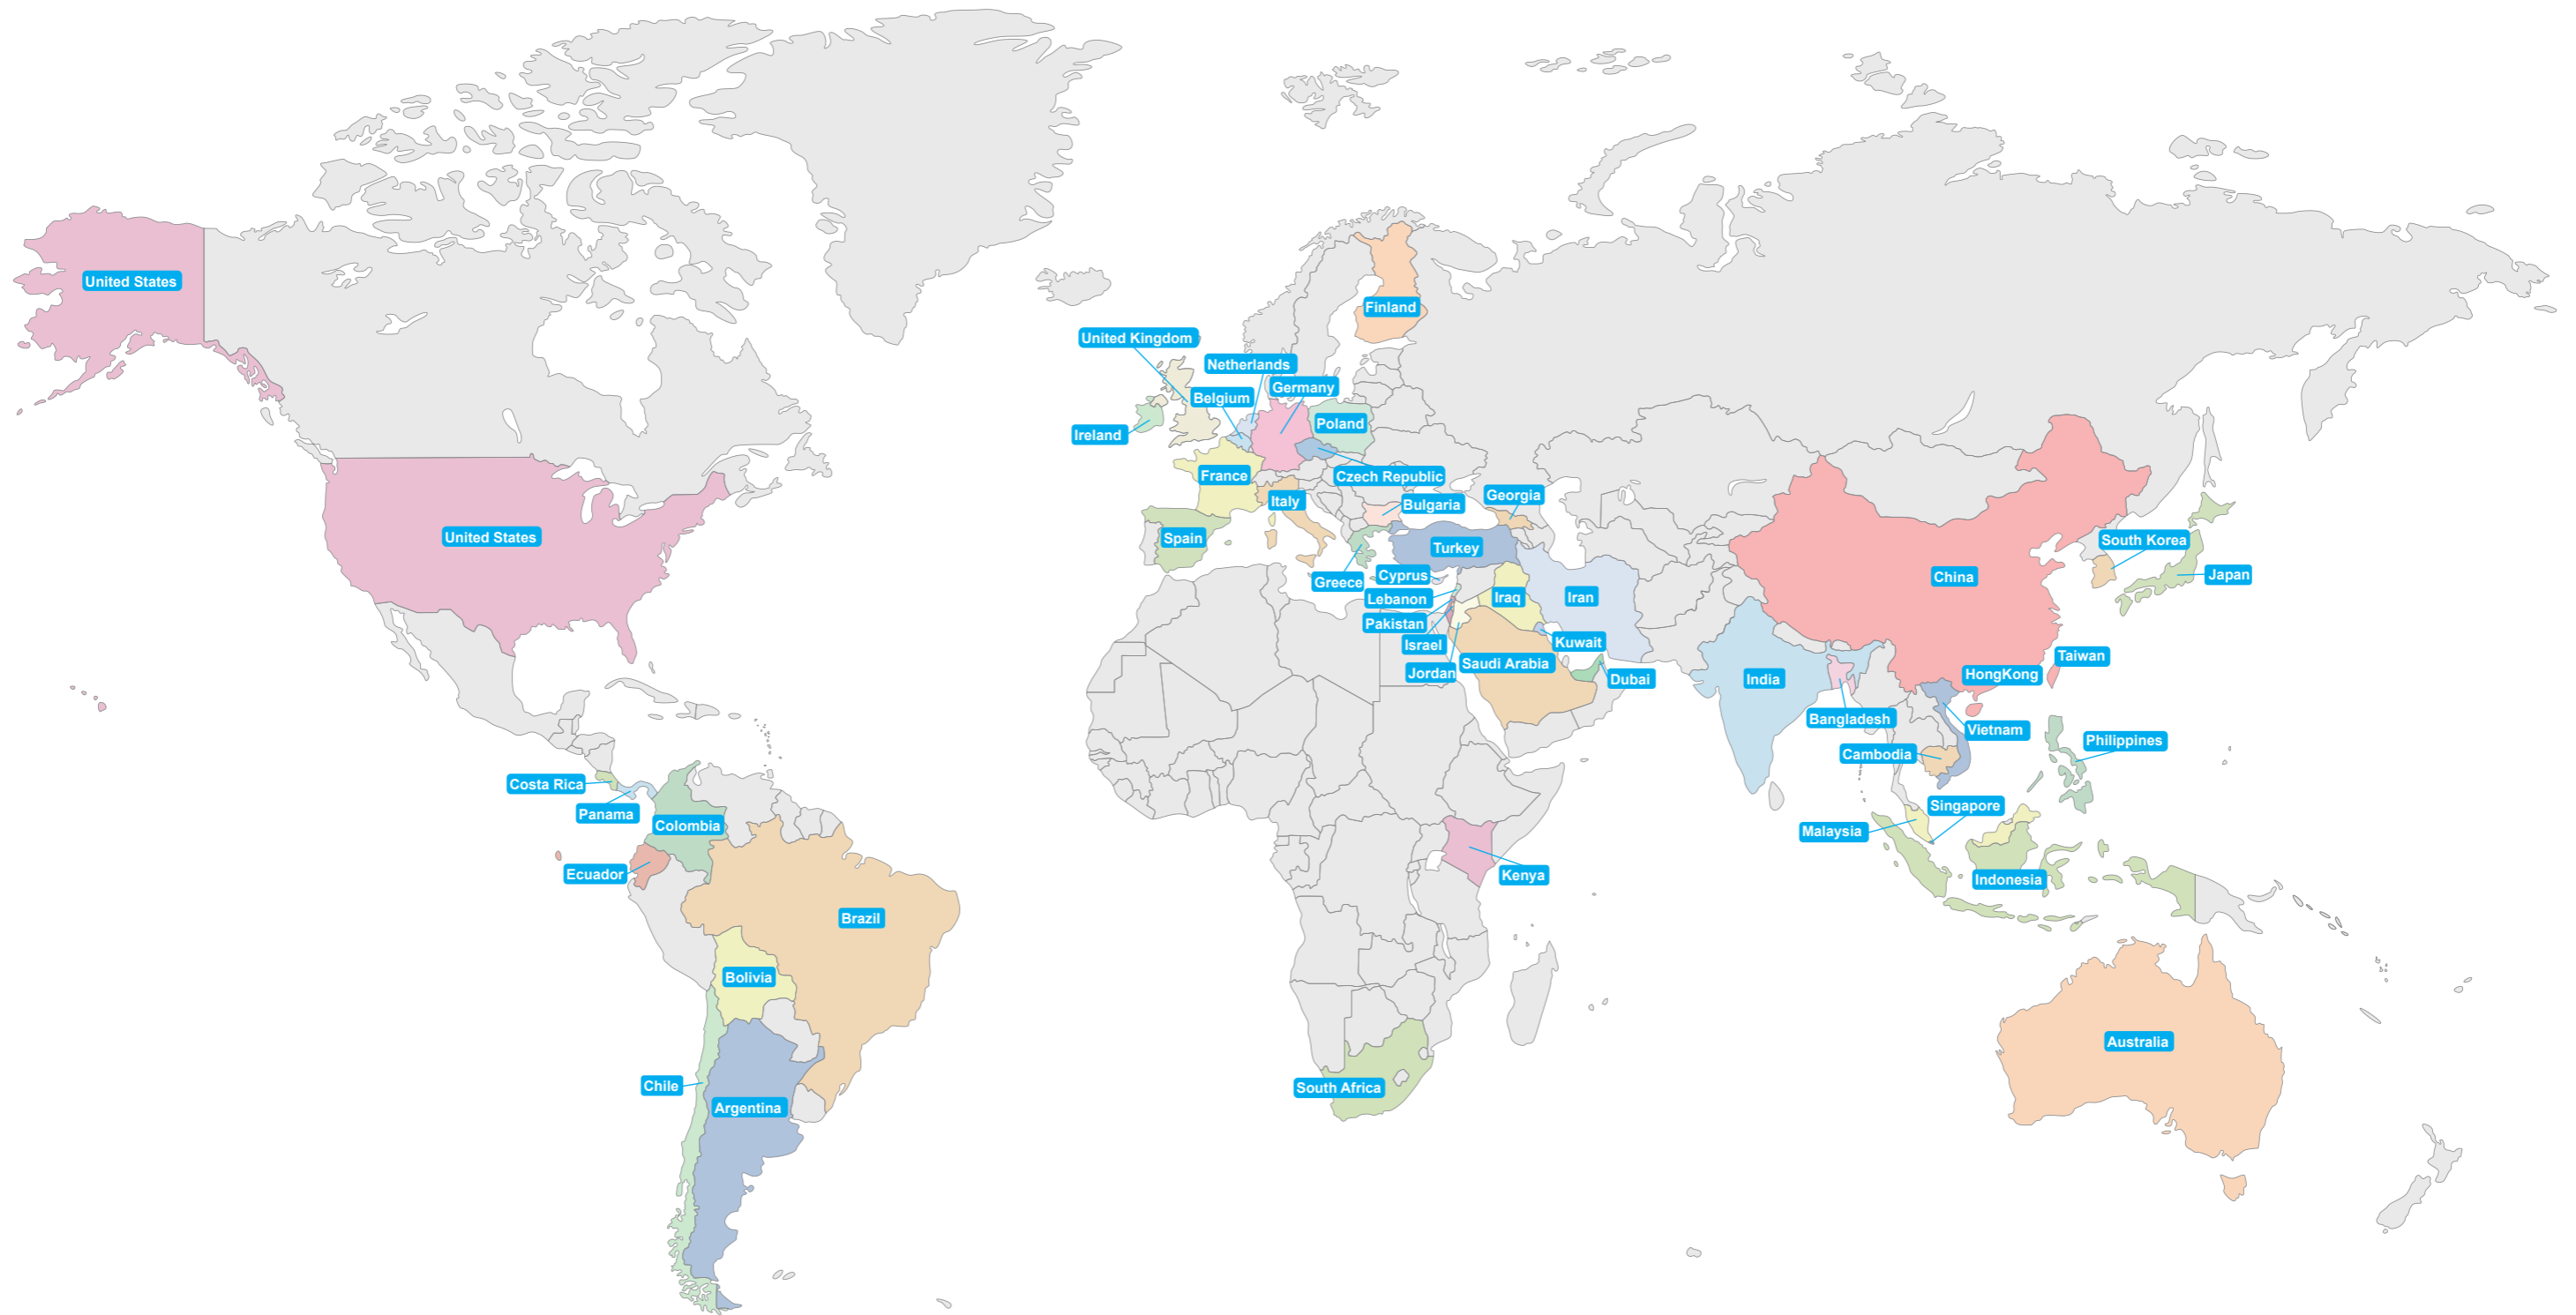 United States
Finland
United Kingdom
Netherlands
Germany
Belgium
Poland
Ireland
France
Czech Republic
Italy
Georgia
Bulgaria
United States
Spain
Turkey
South Korea
Greece
Cyprus
China
Japan
Lebanon
Iraq
Iran
Pakistan
Israel
Kuwait
Taiwan
Jordan
Saudi Arabia
Dubai
India
HongKong
Bangladesh
Vietnam
Cambodia
Philippines
Costa Rica
Panama
Colombia
Singapore
Malaysia
Ecuador
Kenya
Indonesia
Brazil
Bolivia
Australia
Chile
South Africa
Argentina